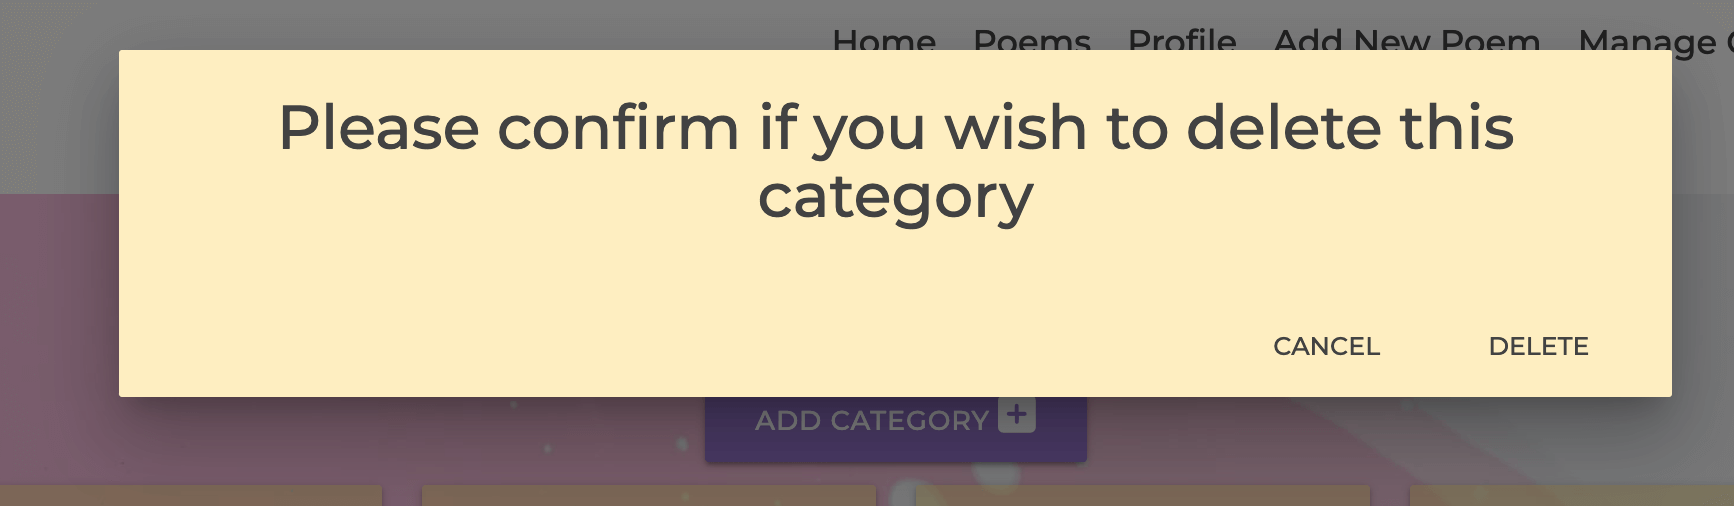 Home Poems Profile Add New Poem Manage
Please confirm if you wish to delete this
category
CANCEL DELETE
ADD CATEGORY